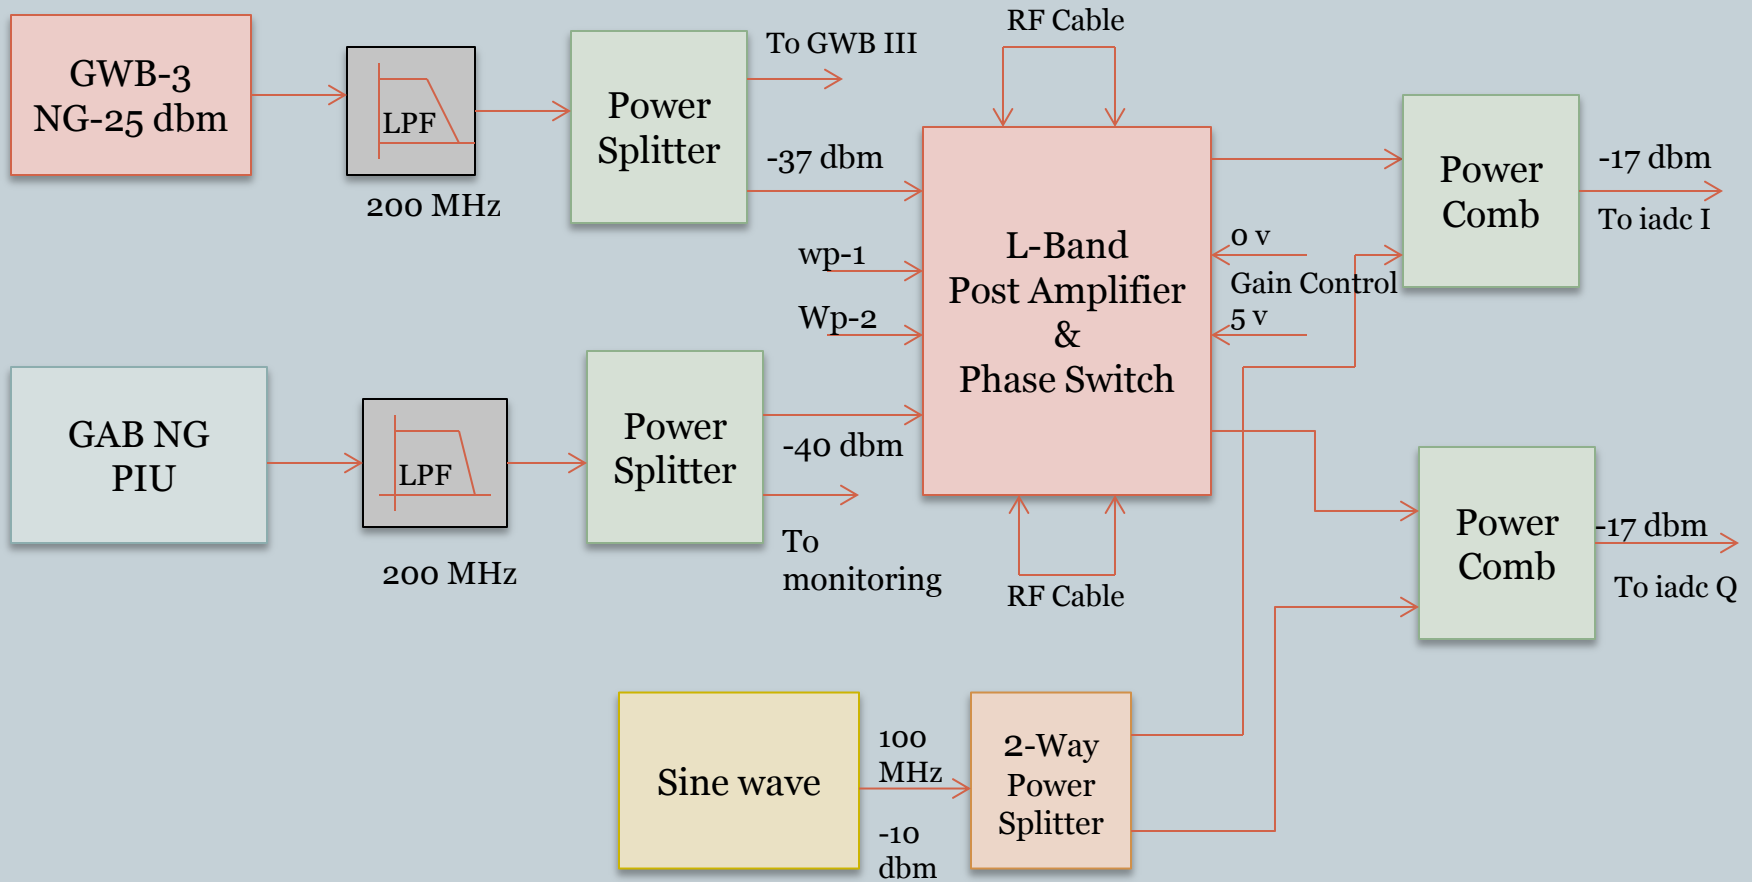 GWB-3
NG-25 dbm
LPF
200 MHz
Power
Splitter
To GWB III
-37 dbm
RF Cable
wp-1
Wp-2
L-Band
Post Amplifier
&
Phase Switch
0 v
Gain Control
5 v
Power
Comb
-17 dbm
To iadc I
GAB NG
PIU
LPF
200 MHz
Power
Splitter
-40 dbm
To
monitoring
RF Cable
Power
Comb
-17 dbm
To iadc Q
Sine wave
100
MHz
-10
dbm
2-Way
Power
Splitter